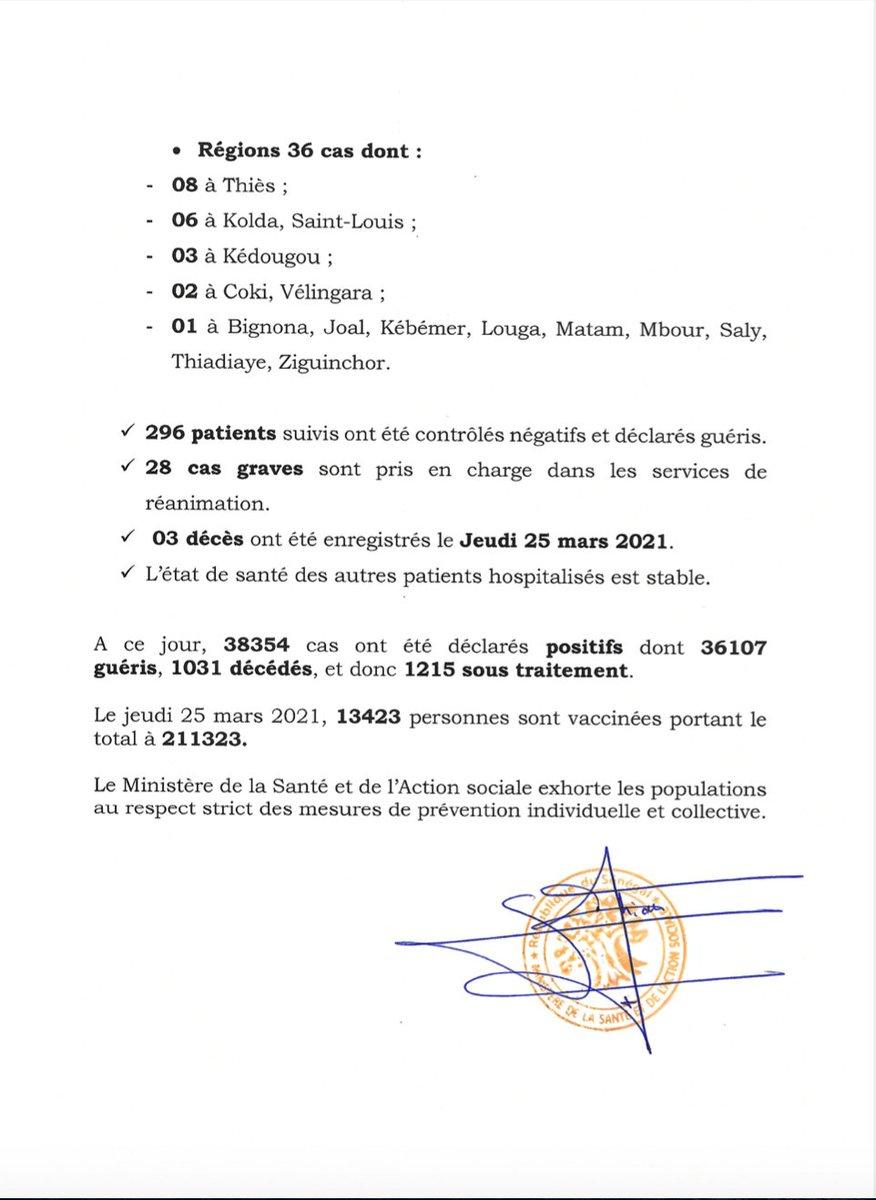 • Régions 36 cas dont :
- 08 à Thiès ;
- 06 à Kolda, Saint-Louis ;
- 03 à Kédougou ;
- 02 à Coki, Vélingara ;
- 01 à Bignona, Joal, Kébémer, Louga, Matam, Mbour, Saly,
Thiadiaye, Ziguinchor.
✓ 296 patients suivis ont été contrôlés négatifs et déclarés guéris.
✓ 28 cas graves sont pris en charge dans les services de
réanimation.
✓ 03 décès ont été enregistrés le Jeudi 25 mars 2021.
✓ L'état de santé des autres patients hospitalisés est stable.
A ce jour, 38354 cas ont été déclarés positifs dont 36107
guéris, 1031 décédés, et donc 1215 sous traitement.
Le jeudi 25 mars 2021, 13423 personnes sont vaccinées portant le
total à 211323.
Le Ministère de la Santé et de l'Action sociale exhorte les populations
au respect strict des mesures de prévention individuelle et collective.
République du Sénégal
MINISTÈRE DE LA SANTÉ ET DE L'ACTION SOCIALE